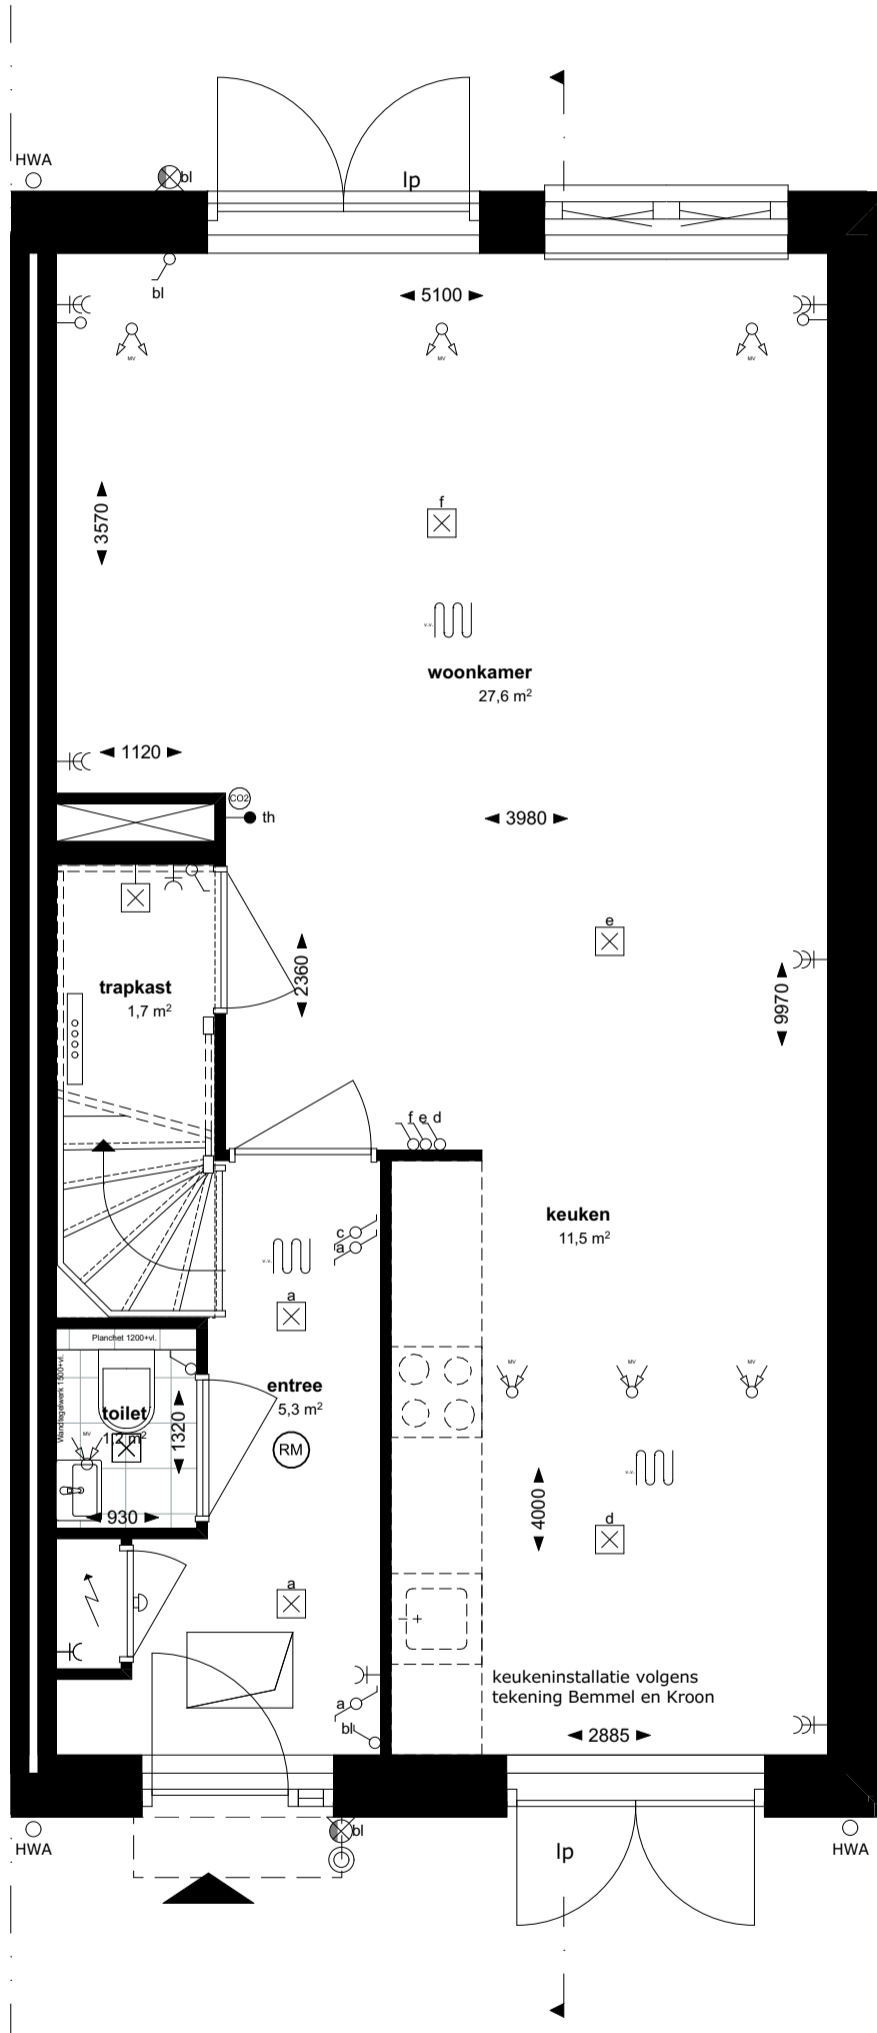 HWA
bl
lp
bl
5100
MV
MV
MV
3570
f
v.v.
woonkamer
27,6 m²
1120
CO2
th
3980
e
trapkast
1,7 m²
2360
9970
f e d
keuken
11,5 m²
c
a
v.v.
a
Planchet 1200+vl.
Wandtegelwerk 1500+vl.
entree
5,3 m²
toilet
1,2 m²
1320
MV
RM
MV
MV
MV
v.v.
930
4000
d
a
keukeninstallatie volgens
tekening Bemmel en Kroon
a
bl
2885
HWA
bl
lp
HWA